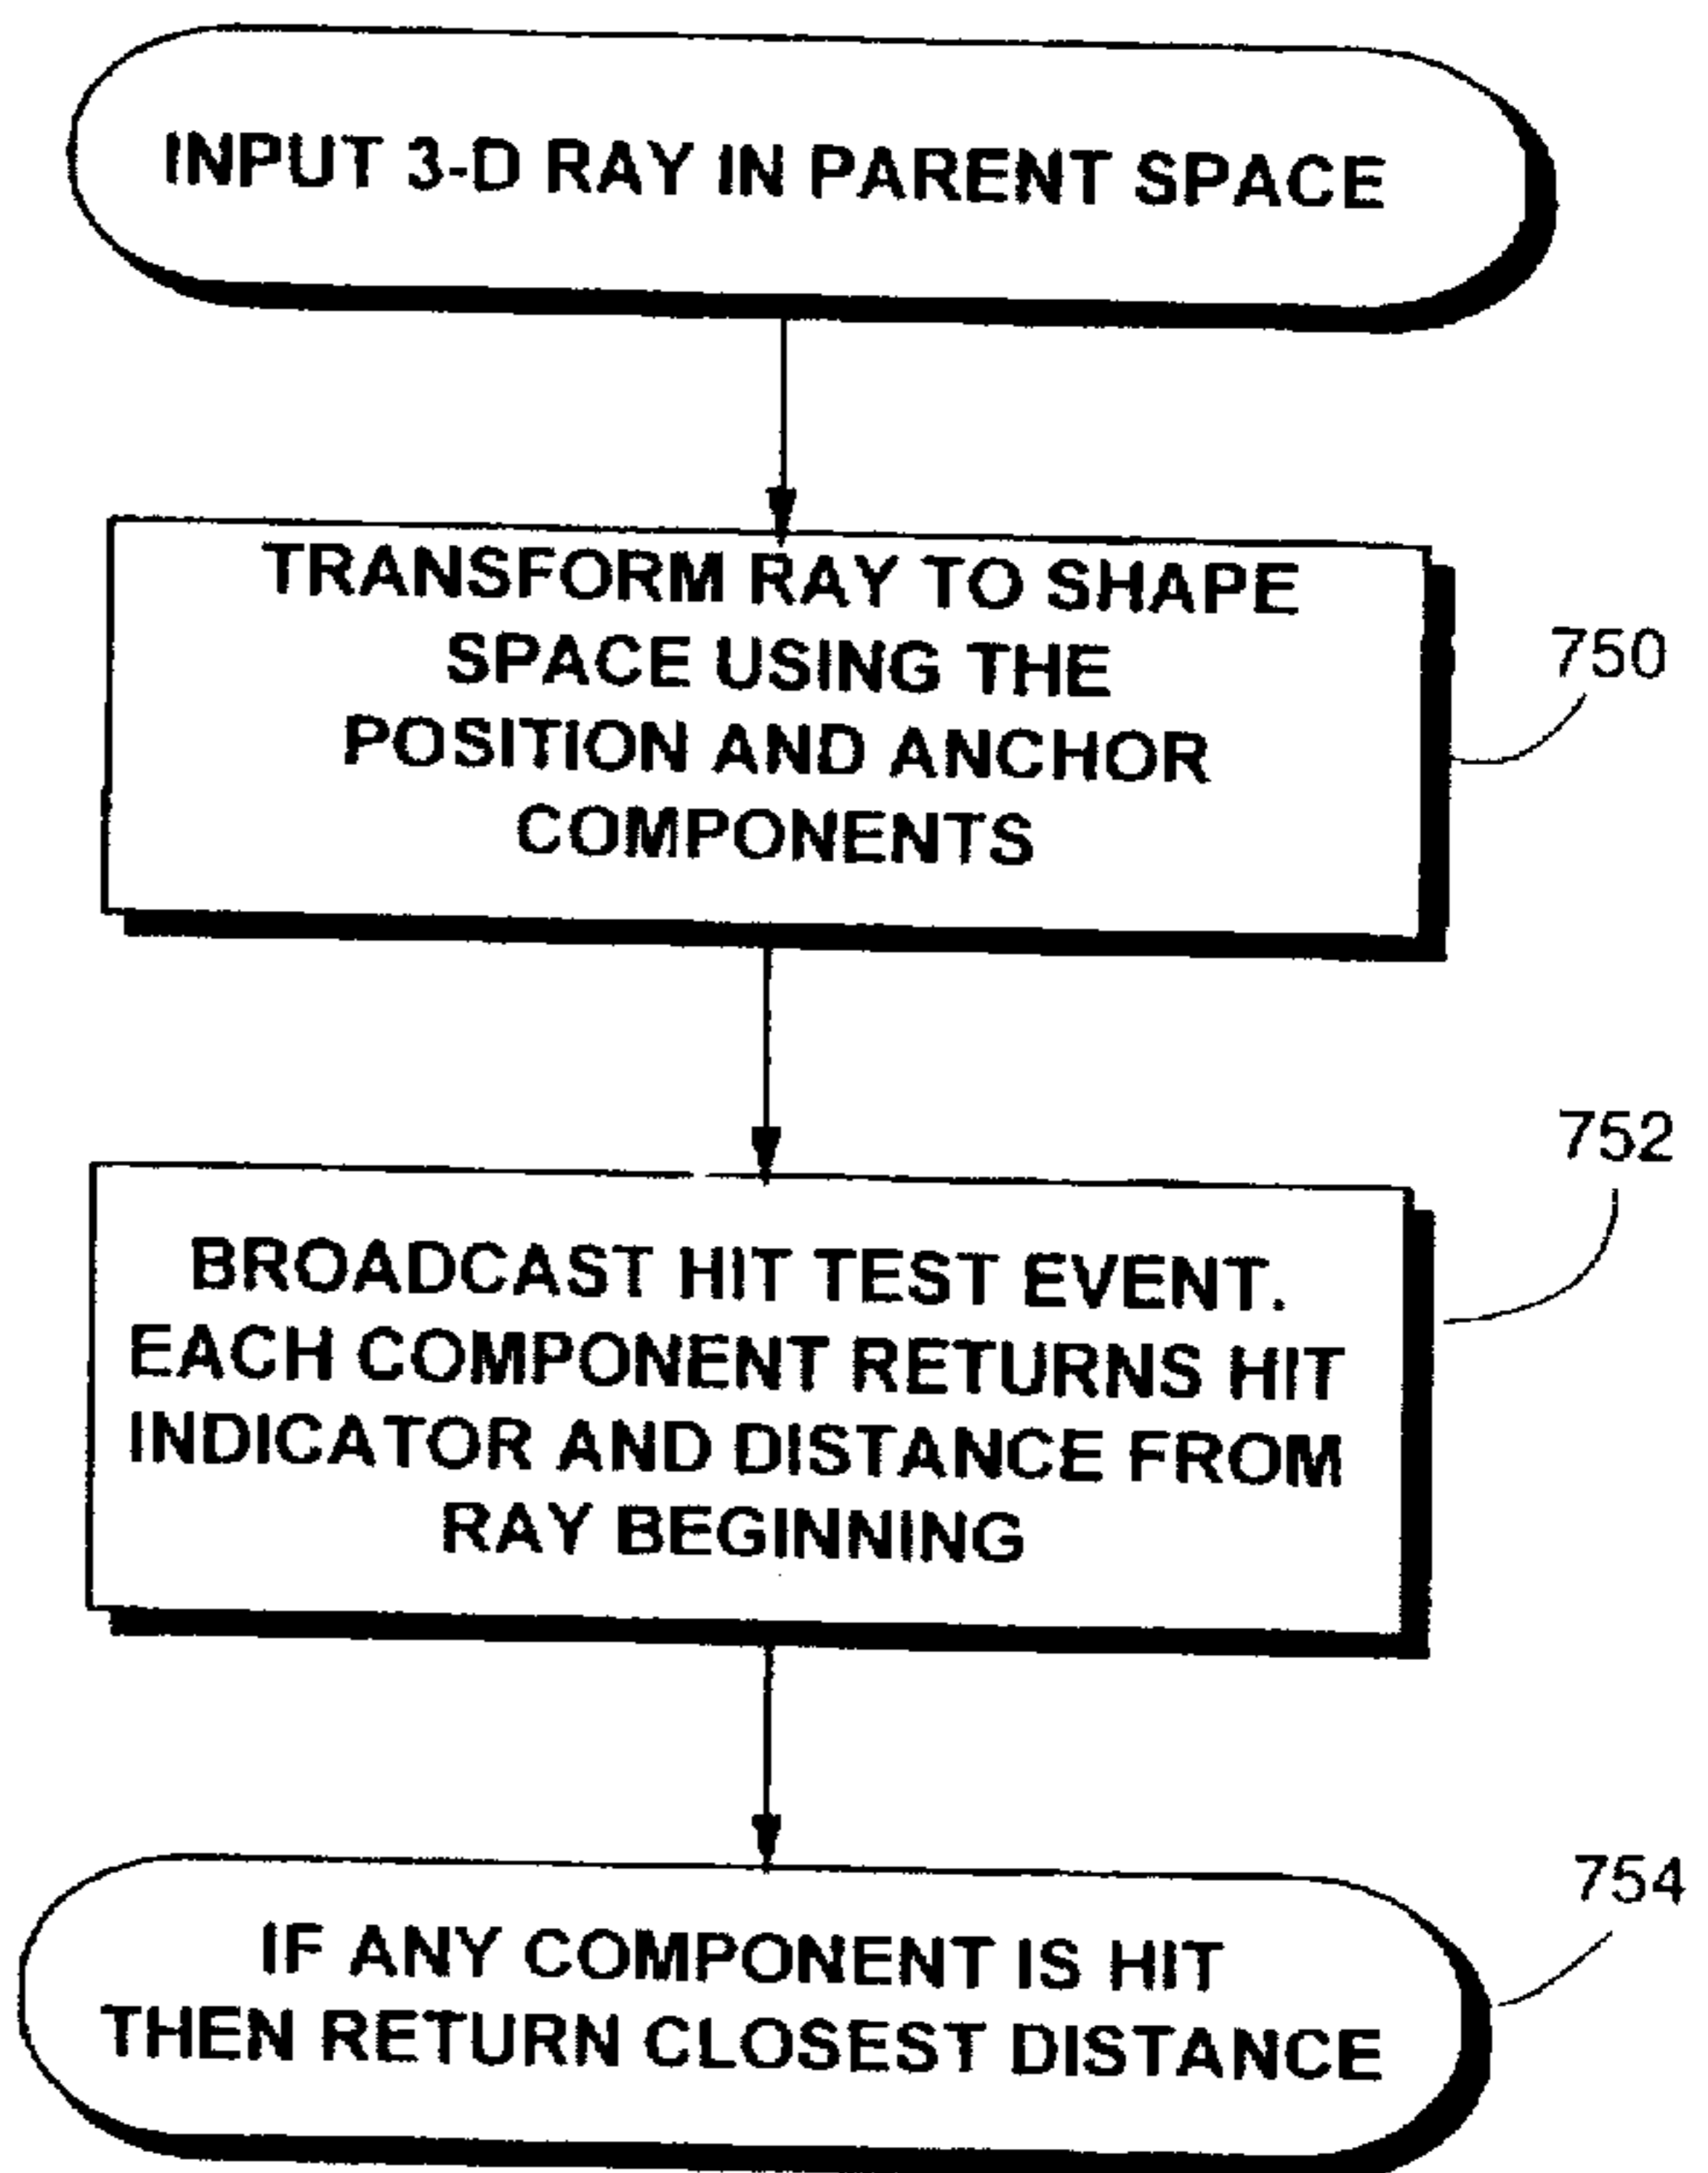 INPUT 3-D RAY IN PARENT SPACE
TRANSFORM RAY TO SHAPE
SPACE USING THE
POSITION AND ANCHOR
COMPONENTS
750
752
BROADCAST HIT TEST EVENT.
EACH COMPONENT RETURNS HIT
INDICATOR AND DISTANCE FROM
RAY BEGINNING
754
IF ANY COMPONENT IS HIT
THEN RETURN CLOSEST DISTANCE